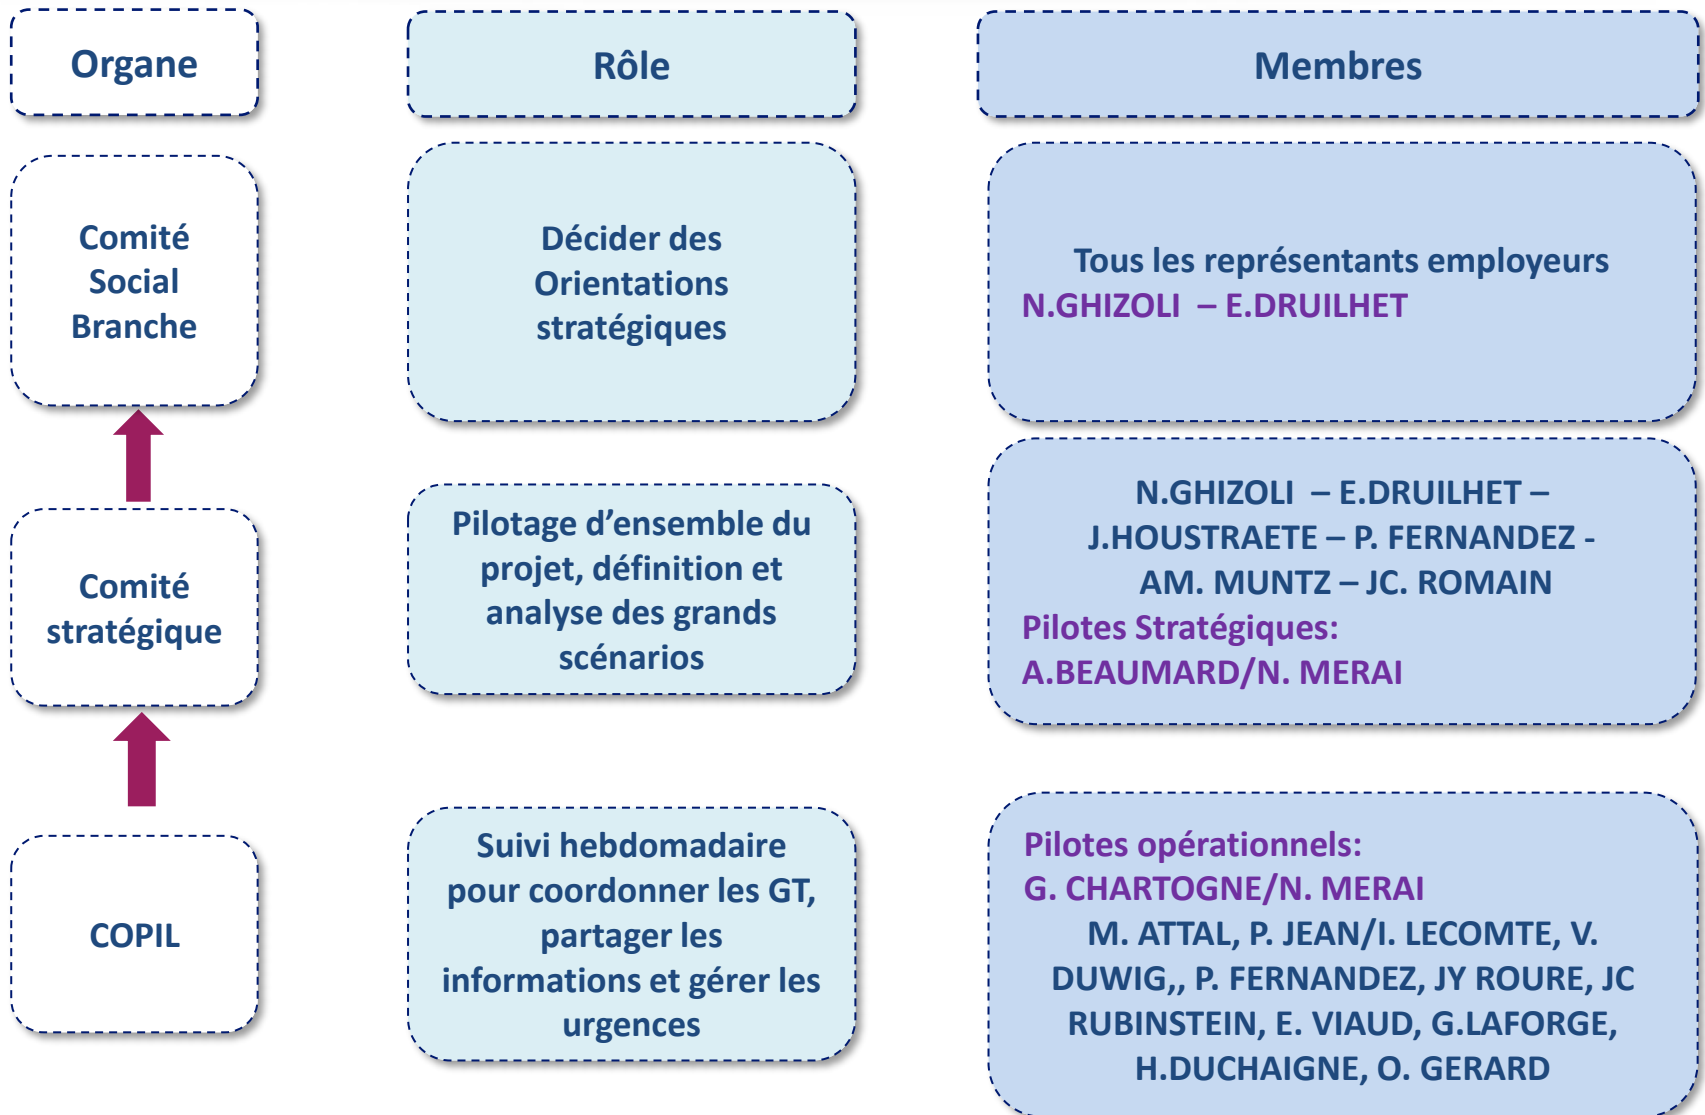 Organe
Rôle
Membres
Comité
Social
Branche
Décider des
Orientations
stratégiques
Tous les représentants employeurs
N.GHIZOLI – E.DRUILHET
Comité
stratégique
Pilotage d’ensemble du
projet, définition et
analyse des grands
scénarios
N.GHIZOLI – E.DRUILHET –
J.HOUSTRAETE – P. FERNANDEZ -
AM. MUNTZ – JC. ROMAIN
Pilotes Stratégiques:
A.BEAUMARD/N. MERAI
COPIL
Suivi hebdomadaire
pour coordonner les GT,
partager les
informations et gérer les
urgences
Pilotes opérationnels:
G. CHARTOGNE/N. MERAI
M. ATTAL, P. JEAN/I. LECOMTE, V.
DUWIG,, P. FERNANDEZ, JY ROURE, JC
RUBINSTEIN, E. VIAUD, G.LAFORGE,
H.DUCHAIGNE, O. GERARD